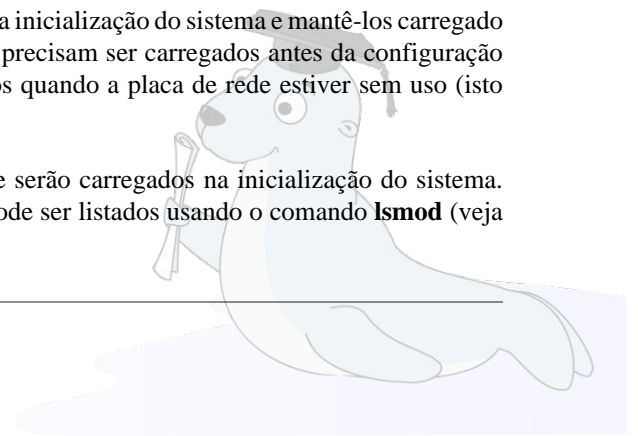 a inicialização do sistema e mantê-los carregado
precisam ser carregados antes da configuração
s quando a placa de rede estiver sem uso (isto
e serão carregados na inicialização do sistema.
ode ser listados usando o comando lsmod (veja